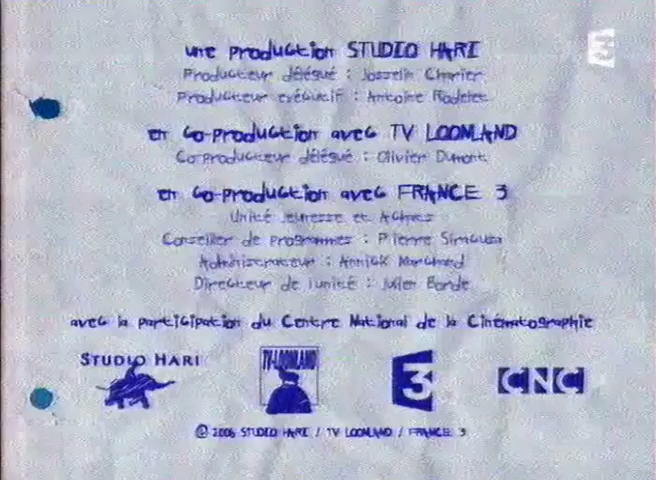 une production STUDIO HARI
3
Producteur délégué : Josselin Charier
Producteur exécutif : Antoine Rodelet
en co-production avec TV LOONLAND
Co-producteur délégué : Olivier Dumont
en co-production avec FRANCE 3
Unité Jeunesse et
Conseiller de programmes : Pierre Siracusa
Administrateur : Annick
Directeur de l'unité : Julien Borde
avec la participation du Centre National de la Cinématographie
STUDIO HARI
TV-LOONLAND
3
CNC
© 2006 STUDIO HARI / TV LOONLAND / FRANCE 3